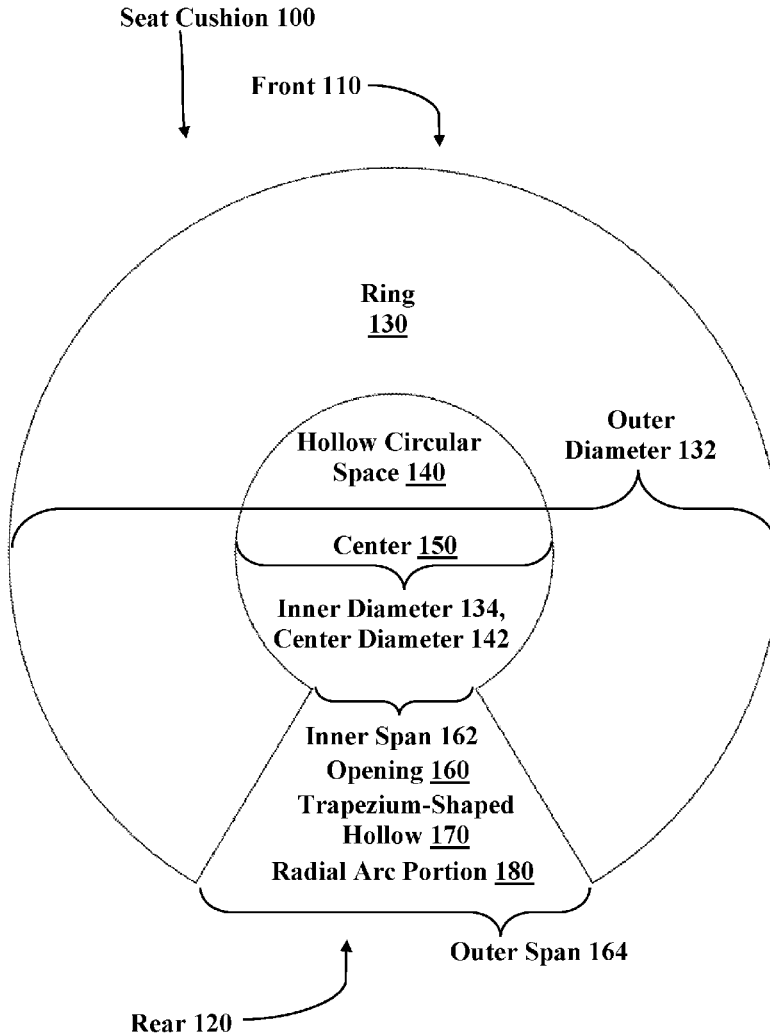 Seat Cushion 100
Front 110
Ring
130
Outer
Diameter 132
Hollow Circular
Space 140
Center 150
Inner Diameter 134,
Center Diameter 142
Inner Span 162
Opening 160
Trapezium-Shaped
Hollow 170
Radial Arc Portion 180
Outer Span 164
Rear 120